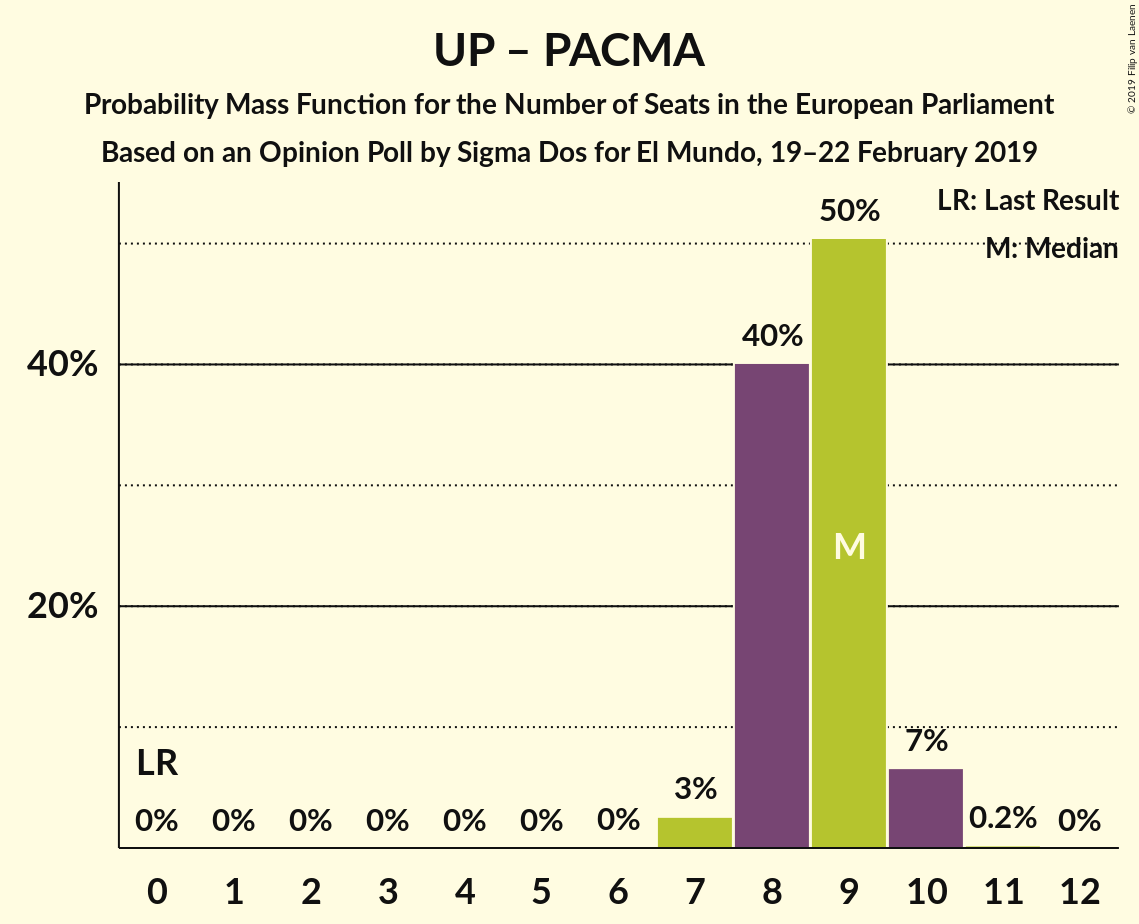 UP – PACMA
Probability Mass Function for the Number of Seats in the European Parliament
Based on an Opinion Poll by Sigma Dos for El Mundo, 19–22 February 2019
© 2019 Filip van Laenen
LR: Last Result
M: Median
50%
40%
40%
M
20%
LR
7%
3%
0% 0% 0% 0% 0% 0% 0% 0.2% 0%
0 1 2 3 4 5 6 7 8 9 10 11 12